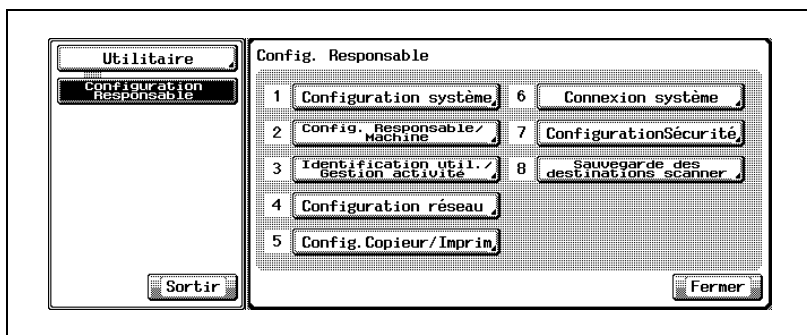 Utilitaire
Configuration
Responsable
Sortir
Config. Responsable
1 Configuration système
2 Config. Responsable/
Machine
3 Identification util./
Gestion activité
4 Configuration réseau
5 Config.Copieur/Imprim
6 Connexion système
7 ConfigurationSécurité
8 Sauvegarde des
destinations scanner
Fermer